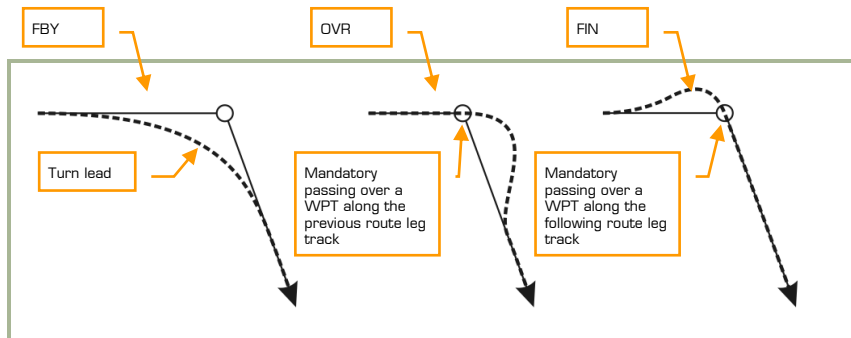 FBY
OVR
FIN
Turn lead
Mandatory
passing over a
WPT along the
previous route leg
track
Mandatory
passing over a
WPT along the
following route leg
track